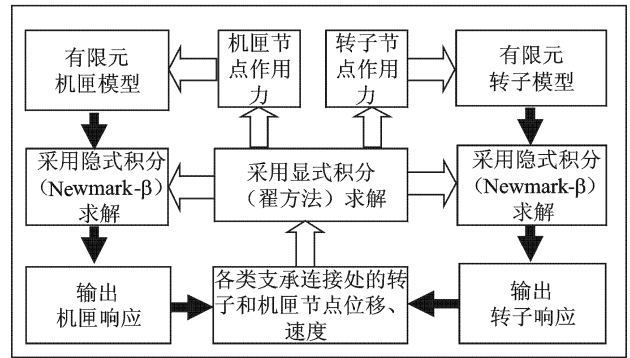 有限元
机匣模型
机匣节
点作用
力
转子节
点作用
力
有限元
转子模型
采用隐式积分
（Newmark-β）
求解
采用显式积分
（翟方法）求解
采用隐式积分
（Newmark-β）
求解
输出
机匣响应
各类支承连接处的转
子和机匣节点位移、
速度
输出
转子响应